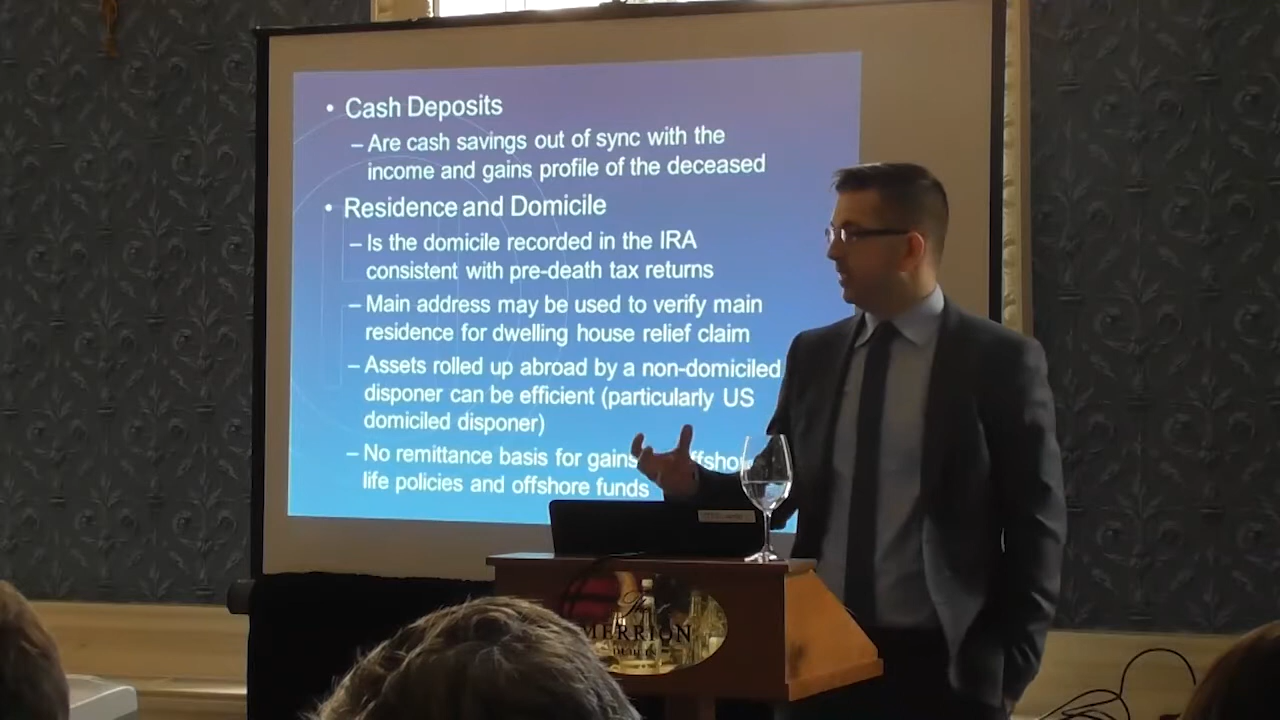 • Cash Deposits
– Are cash savings out of sync with the
income and gains profile of the deceased
• Residence and Domicile
– Is the domicile recorded in the IRA
consistent with pre-death tax returns
– Main address may be used to verify main
residence for dwelling house relief claim
– Assets rolled up abroad by a non-domiciled
disponer can be efficient (particularly US
domiciled disponer)
– No remittance basis for gains
life policies and offshore funds
The
MERRION
DUBLIN